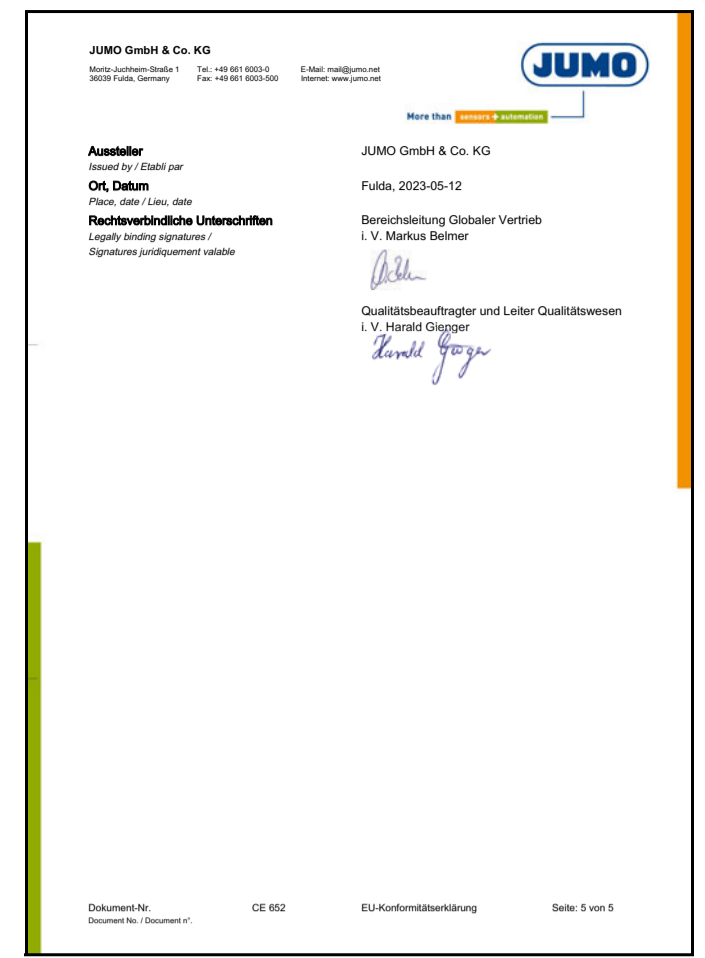 JUMO GmbH & Co. KG
Moritz-Juchheim-Straße 1 Tel.: +49 661 6003-0 E-Mail: mail@jumo.net
36039 Fulda, Germany Fax: +49 661 6003-500 Internet: www.jumo.net
JUMO
More than sensors + automation
Aussteller JUMO GmbH & Co. KG
Issued by / Etabli par
Ort, Datum Fulda, 2023-05-12
Place, date / Lieu, date
Rechtsverbindliche Unterschriften Bereichsleitung Globaler Vertrieb
Legally binding signatures / i. V. Markus Belmer
Signatures juridiquement valable
Qualitätsbeauftragter und Leiter Qualitätswesen
i. V. Harald Gienger
Harald Gienger
Dokument-Nr. CE 652 EU-Konformitätserklärung Seite: 5 von 5
Document No. / Document n°.